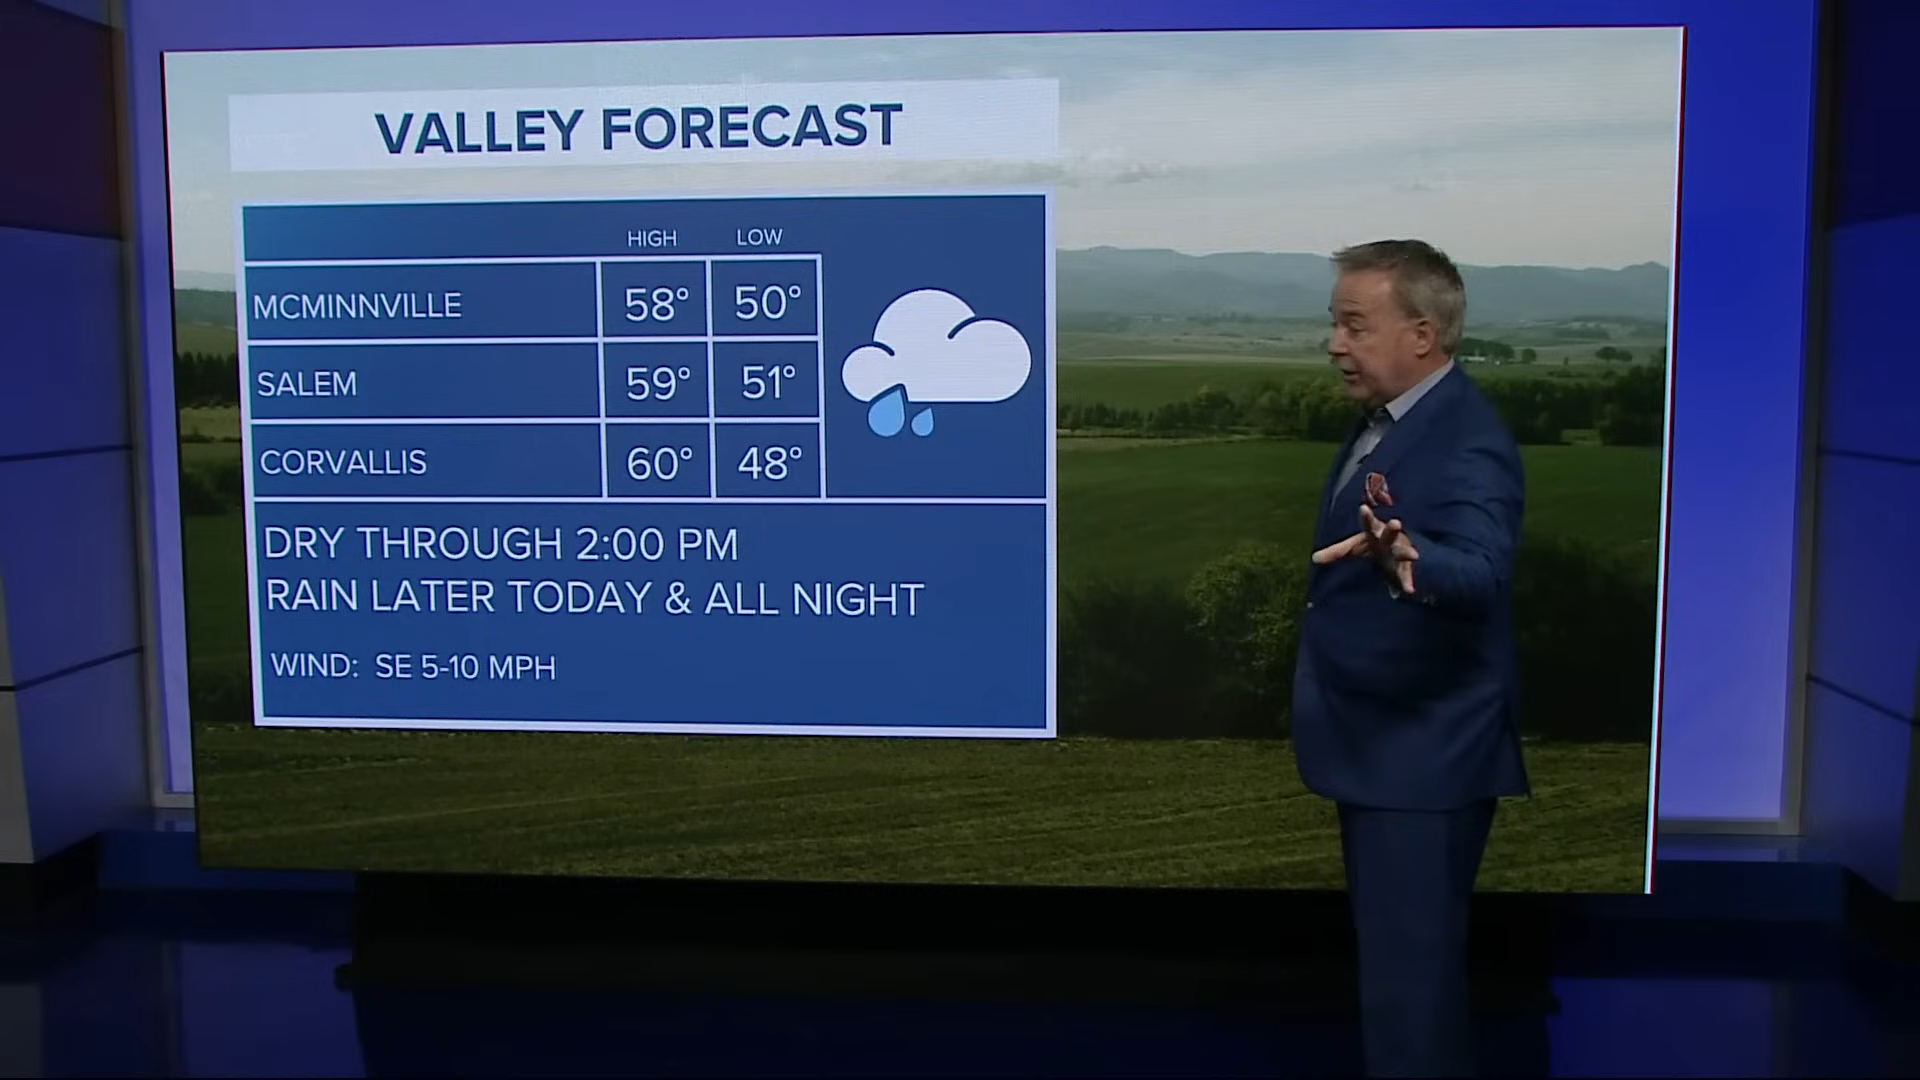 VALLEY FORECAST
HIGH LOW
MCMINNVILLE 58° 50°
SALEM 59° 51°
CORVALLIS 60° 48°
DRY THROUGH 2:00 PM
RAIN LATER TODAY & ALL NIGHT
WIND: SE 5-10 MPH